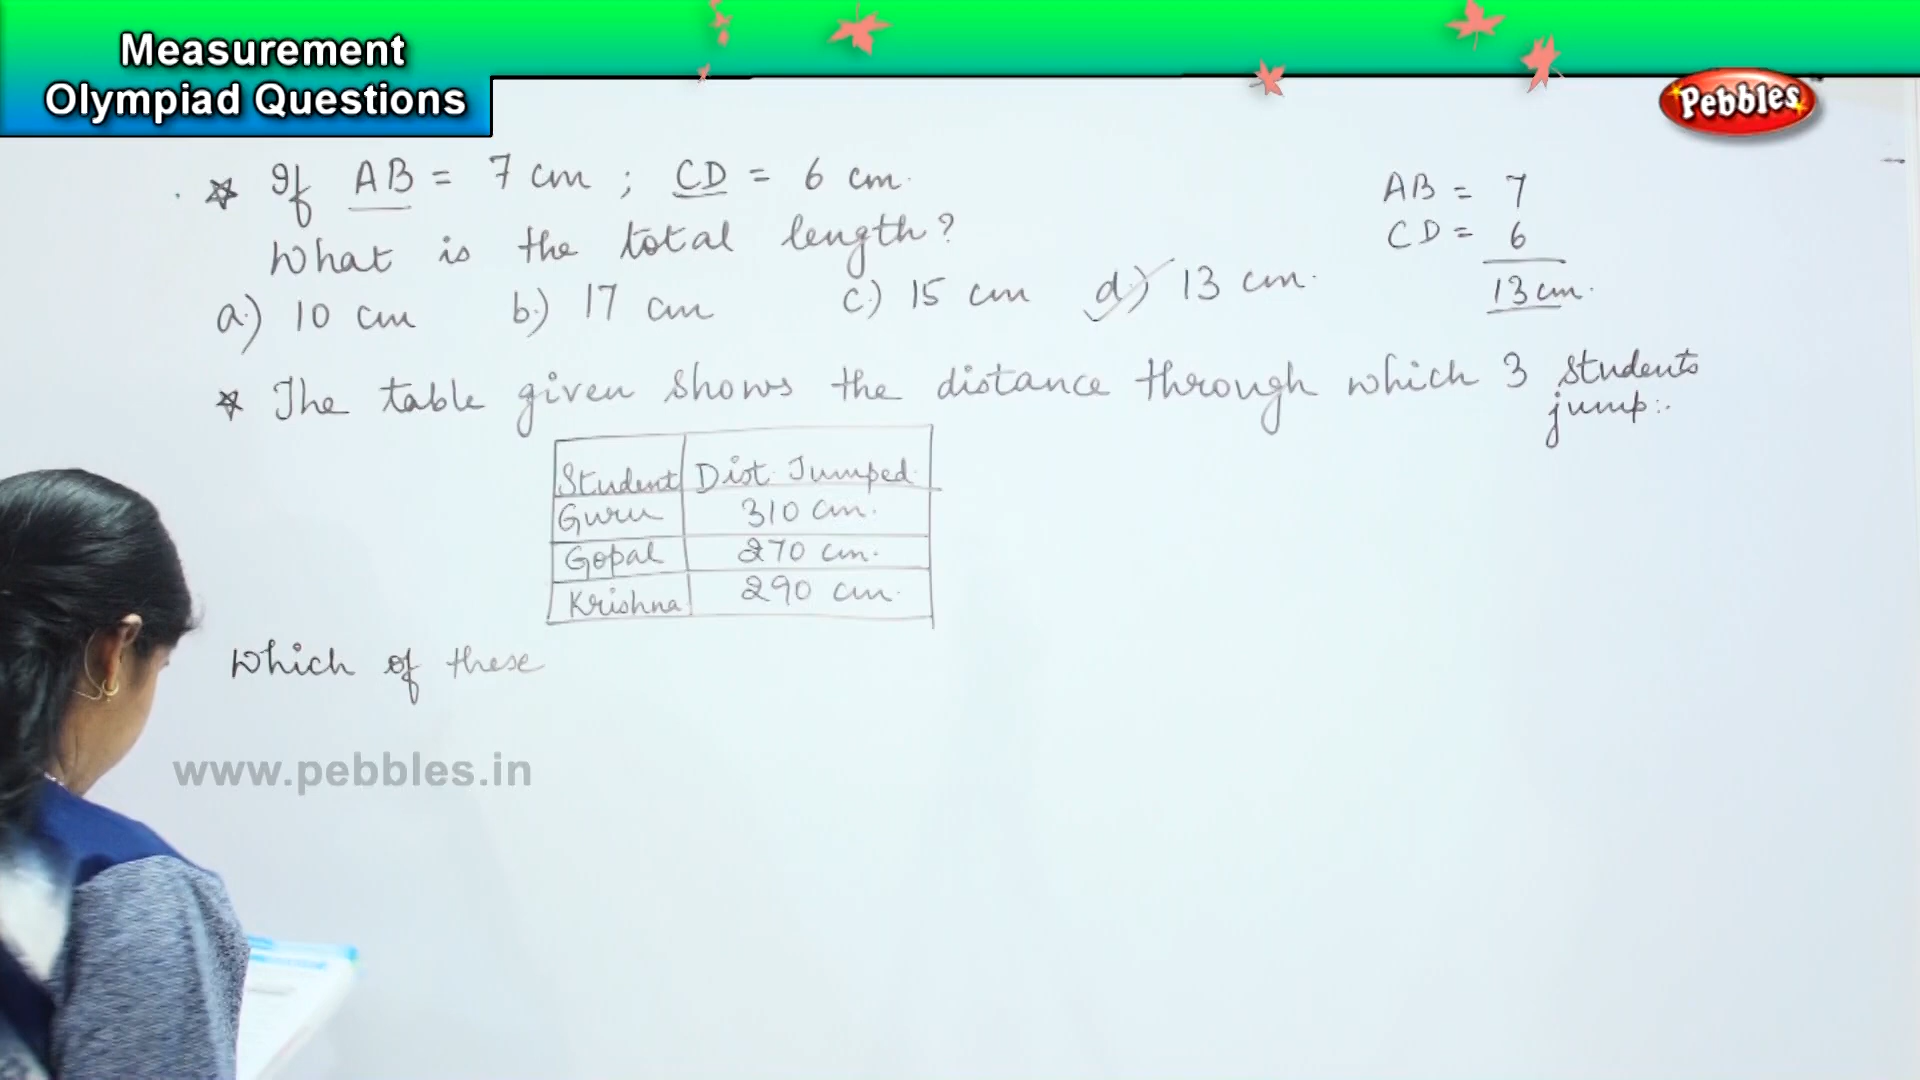 Measurement
Olympiad Questions
Pebbles
☆ If AB = 7 cm ; CD = 6 cm.
What is the total length?
a.) 10 cm b.) 17 cm c.) 15 cm d.) 13 cm.
AB = 7
CD = 6
13 cm.
☆ The table given shows the distance through which 3 students
jump:.
Student Dist. Jumped.
Guru 310 cm.
Gopal 270 cm.
Krishna 290 cm.
Which of these
www.pebbles.in